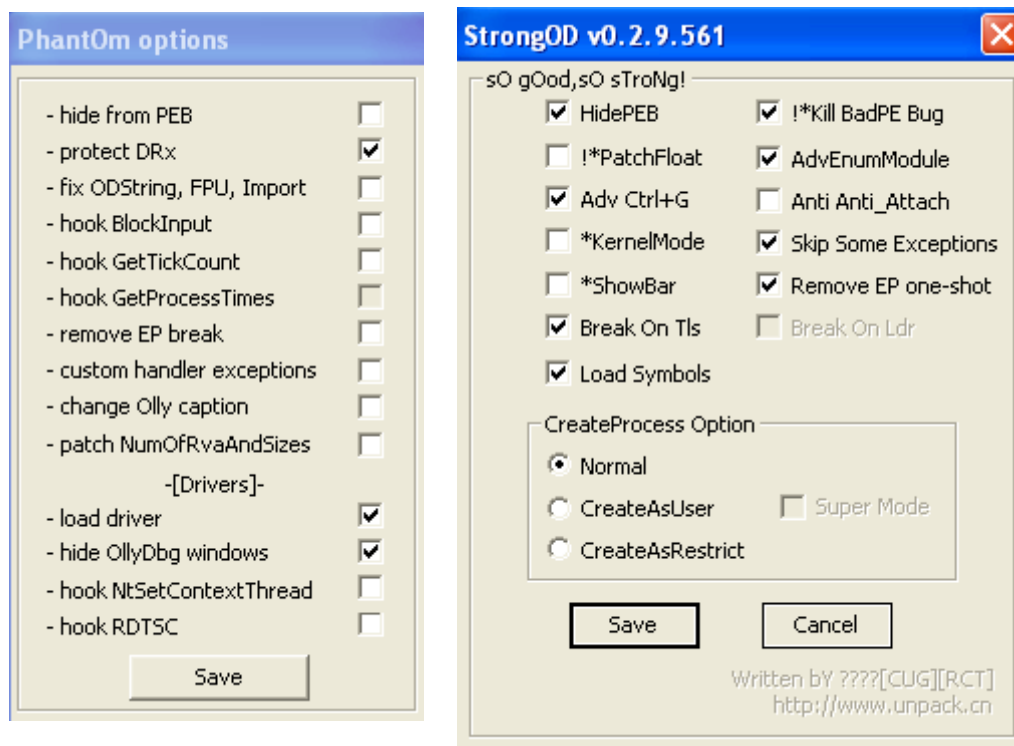 PhantOm options
- hide from PEB
- protect DRx
- fix ODString, FPU, Import
- hook BlockInput
- hook GetTickCount
- hook GetProcessTimes
- remove EP break
- custom handler exceptions
- change Olly caption
- patch NumOfRvaAndSizes
-[Drivers]-
- load driver
- hide OllyDbg windows
- hook NtSetContextThread
- hook RDTSC
Save
StrongOD v0.2.9.561
sO gOod,sO sTroNg!
HidePEB
!*Kill BadPE Bug
!*PatchFloat
AdvEnumModule
Adv Ctrl+G
Anti Anti_Attach
*KernelMode
Skip Some Exceptions
*ShowBar
Remove EP one-shot
Break On Tls
Break On Ldr
Load Symbols
CreateProcess Option
Normal
CreateAsUser
Super Mode
CreateAsRestrict
Save
Cancel
Written bY ????[CUG][RCT]
http://www.unpack.cn